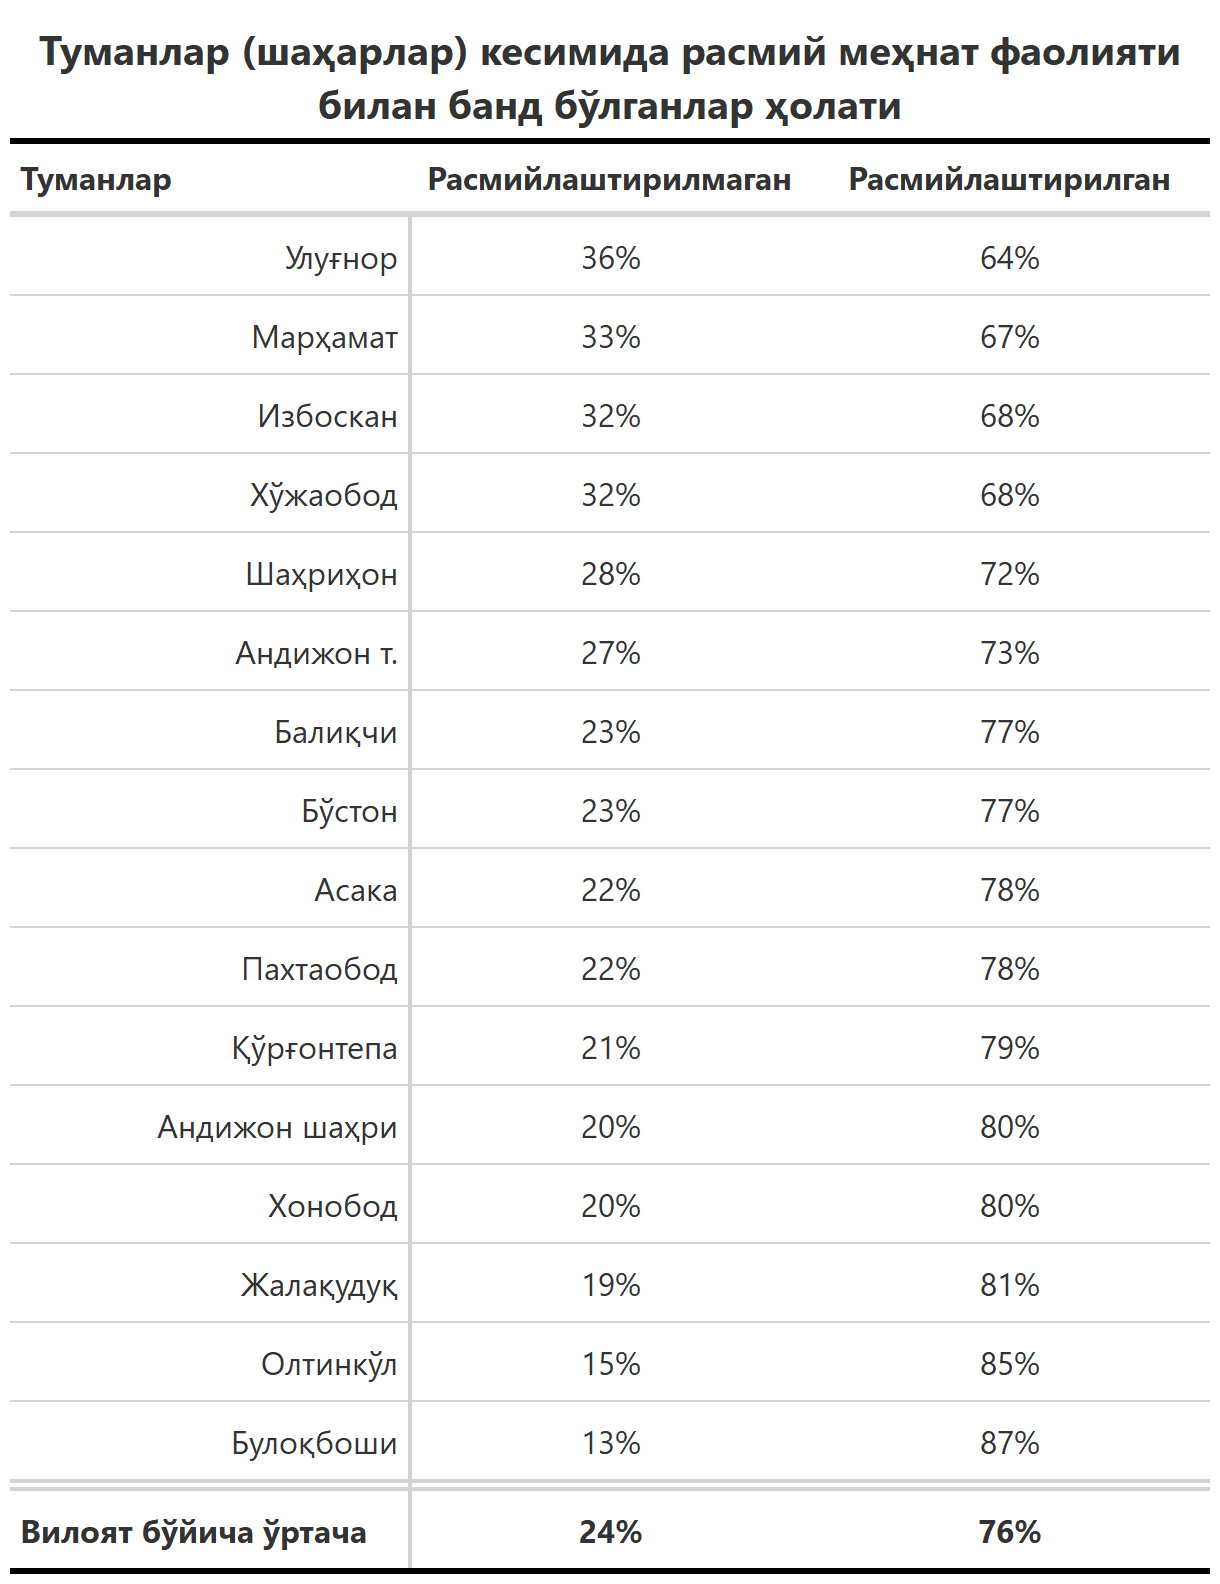 Туманлар (шаҳарлар) кесимида расмий меҳнат фаолияти
билан банд бўлганлар ҳолати
Туманлар Расмийлаштирилмаган Расмийлаштирилган
Улуғнор 36% 64%
Марҳамат 33% 67%
Избоскан 32% 68%
Хўжаобод 32% 68%
Шаҳриҳон 28% 72%
Андижон т. 27% 73%
Балиқчи 23% 77%
Бўстон 23% 77%
Асака 22% 78%
Пахтаобод 22% 78%
Қўрғонтепа 21% 79%
Андижон шаҳри 20% 80%
Хонобод 20% 80%
Жалақудуқ 19% 81%
Олтинкўл 15% 85%
Булоқбоши 13% 87%
Вилоят бўйича ўртача 24% 76%